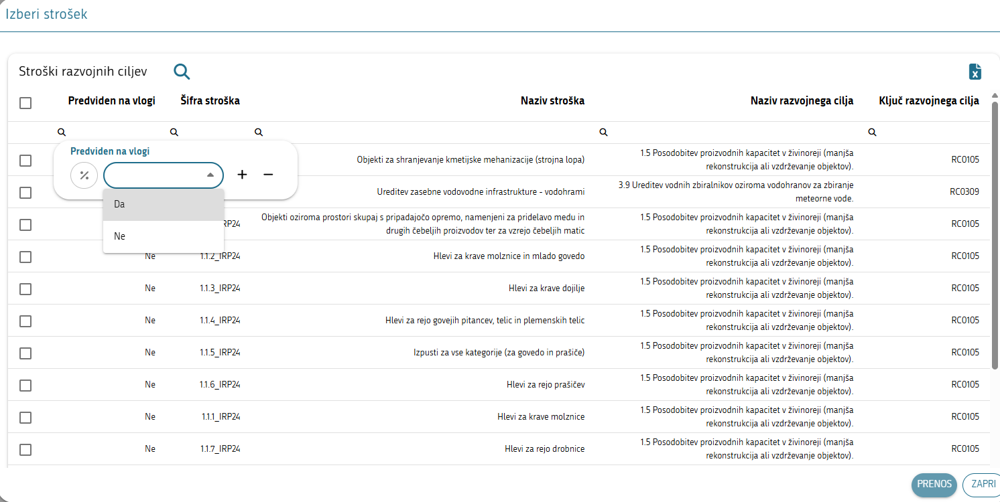 Izberi strošek
Stroški razvojnih ciljev
Predviden na vlogi Šifra stroška Naziv stroška Naziv razvojnega cilja Ključ razvojnega cilja
Predviden na vlogi
Da
Ne
Objekti za shranjevanje kmetijske mehanizacije (strojna lopa)
1.5 Posodobitev proizvodnih kapacitet v živinoreji (manjša
rekonstrukcija ali vzdrževanje objektov).
RC0105
Ureditev zasebne vodovodne infrastrukture - vodohrami
3.9 Ureditev vodnih zbiralnikov oziroma vodohranov za zbiranje
meteorne vode.
RC0309
RP24
Objekti oziroma prostori skupaj s pripadajočo opremo, namenjeni za pridelavo medu in
drugih čebeljih proizvodov ter za vzrejo čebeljih matic
1.5 Posodobitev proizvodnih kapacitet v živinoreji (manjša
rekonstrukcija ali vzdrževanje objektov).
RC0105
Ne 1.1.2_IRP24 Hlevi za krave molznice in mlado govedo
1.5 Posodobitev proizvodnih kapacitet v živinoreji (manjša
rekonstrukcija ali vzdrževanje objektov).
RC0105
Ne 1.1.3_IRP24 Hlevi za krave dojilje
1.5 Posodobitev proizvodnih kapacitet v živinoreji (manjša
rekonstrukcija ali vzdrževanje objektov).
RC0105
Ne 1.1.4_IRP24 Hlevi za rejo govejih pitancev, telic in plemenskih telic
1.5 Posodobitev proizvodnih kapacitet v živinoreji (manjša
rekonstrukcija ali vzdrževanje objektov).
RC0105
Ne 1.1.5_IRP24 Izpusti za vse kategorije (za govedo in prašiče)
1.5 Posodobitev proizvodnih kapacitet v živinoreji (manjša
rekonstrukcija ali vzdrževanje objektov).
RC0105
Ne 1.1.6_IRP24 Hlevi za rejo prašičev
1.5 Posodobitev proizvodnih kapacitet v živinoreji (manjša
rekonstrukcija ali vzdrževanje objektov).
RC0105
Ne 1.1.1_IRP24 Hlevi za krave molznice
1.5 Posodobitev proizvodnih kapacitet v živinoreji (manjša
rekonstrukcija ali vzdrževanje objektov).
RC0105
Ne 1.1.7_IRP24 Hlevi za rejo drobnice
1.5 Posodobitev proizvodnih kapacitet v živinoreji (manjša
rekonstrukcija ali vzdrževanje objektov).
RC0105
PRENOS ZAPRI